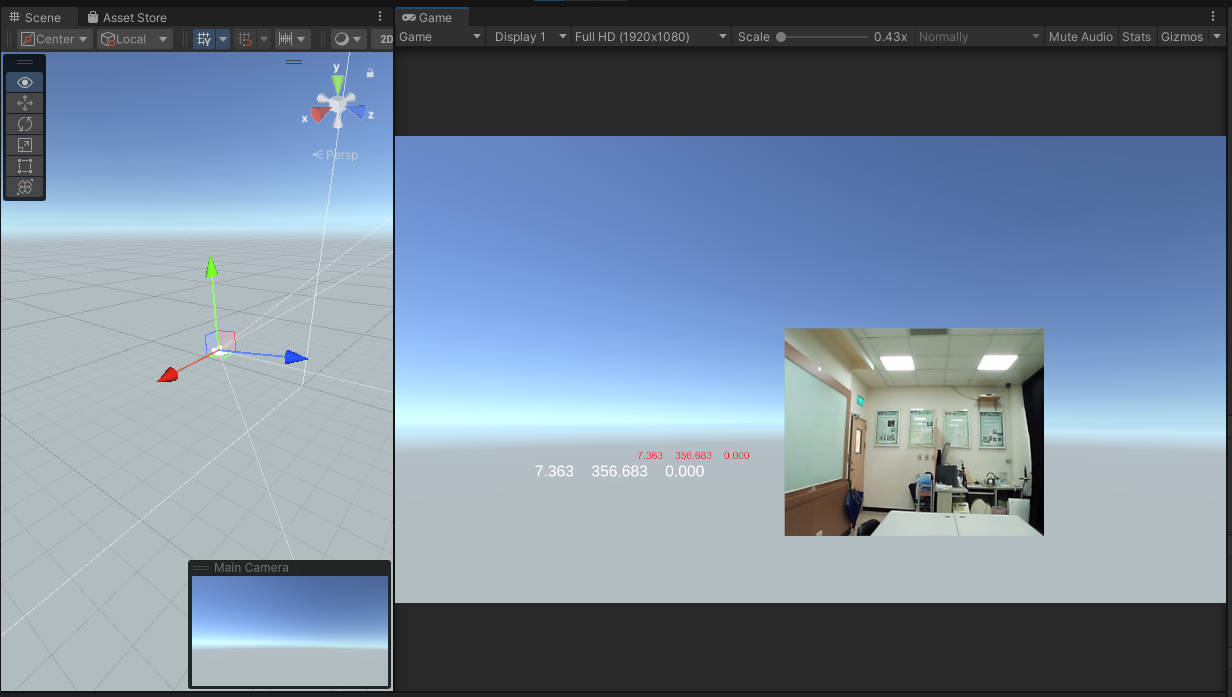 Scene Asset Store
Center Local 2D
y
x z
Persp
Main Camera
Game
Game Display 1 Full HD (1920x1080) Scale 0.43x Normally Mute Audio Stats Gizmos
7.363 356.683 0.000
7.363 356.683 0.000